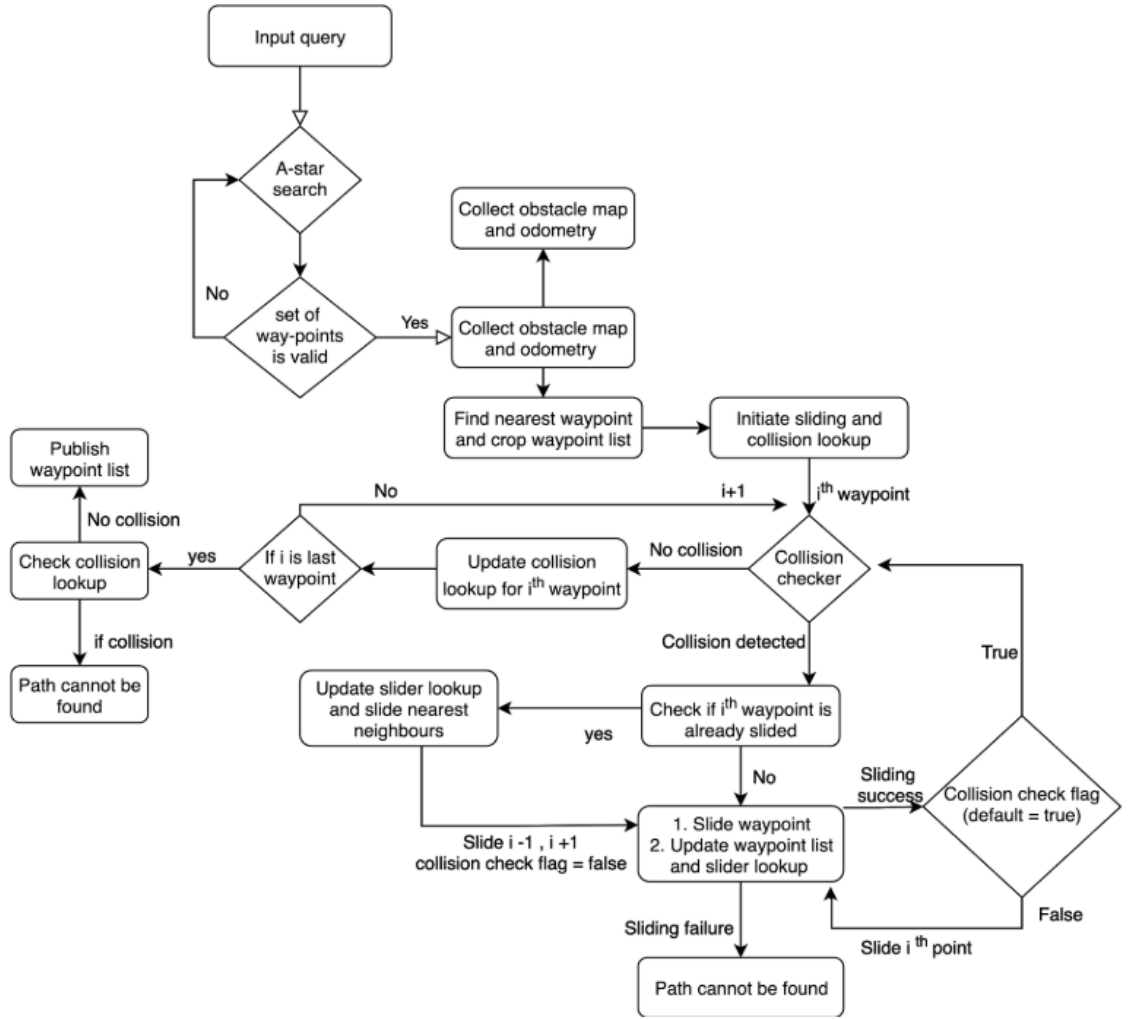 Input query
A-star
search
No
set of
way-points
is valid
Yes
Collect obstacle map
and odometry
Collect obstacle map
and odometry
Find nearest waypoint
and crop waypoint list
Initiate sliding and
collision lookup
i th waypoint
Publish
waypoint list
No collision
Check collision
lookup
if collision
Path cannot be
found
yes
If i is last
waypoint
No
i+1
Update collision
lookup for i th waypoint
No collision
Collision
checker
Collision detected
True
Update slider lookup
and slide nearest
neighbours
yes
Check if i th waypoint is
already slided
No
Sliding
success
Collision check flag
(default = true)
Slide i -1 , i +1
collision check flag = false
1. Slide waypoint
2. Update waypoint list
and slider lookup
False
Slide i th point
Sliding failure
Path cannot be found